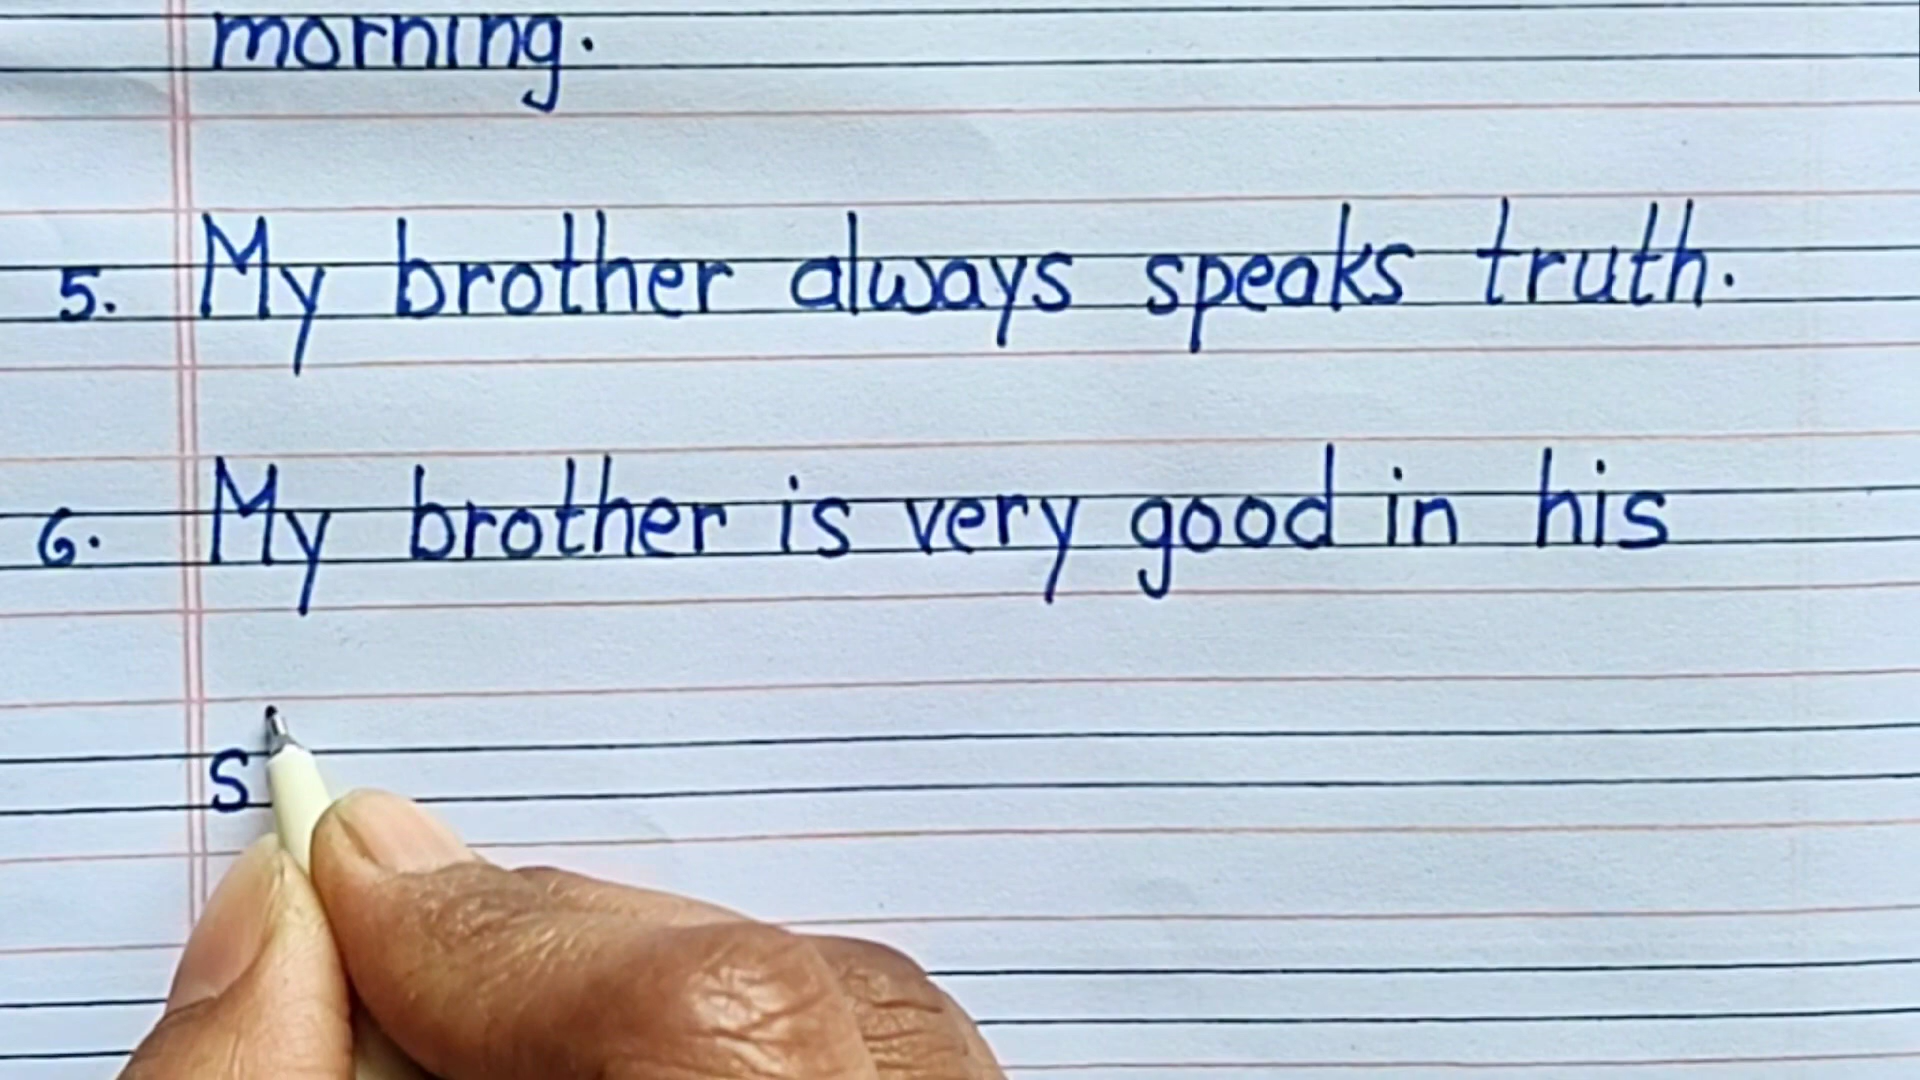 morning.
5. My brother always speaks truth.
6. My brother is very good in his
s